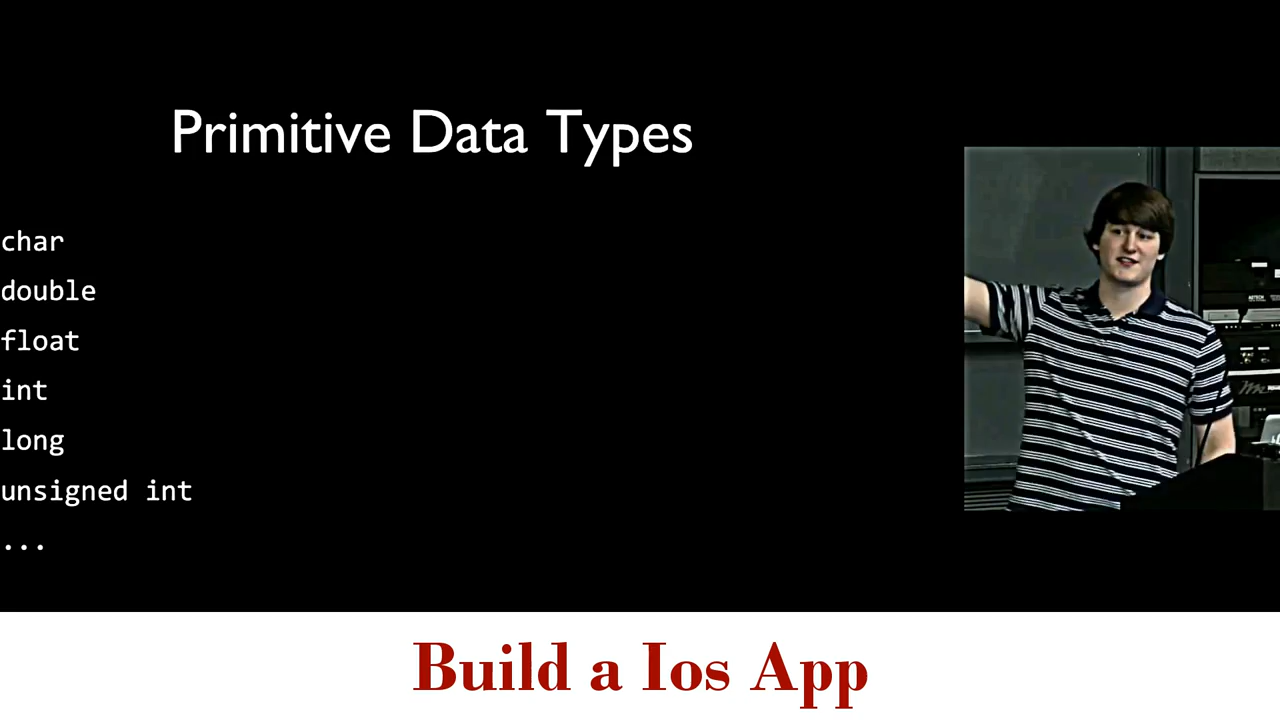 Primitive Data Types
char
double
float
int
long
unsigned int
...
Build a Ios App